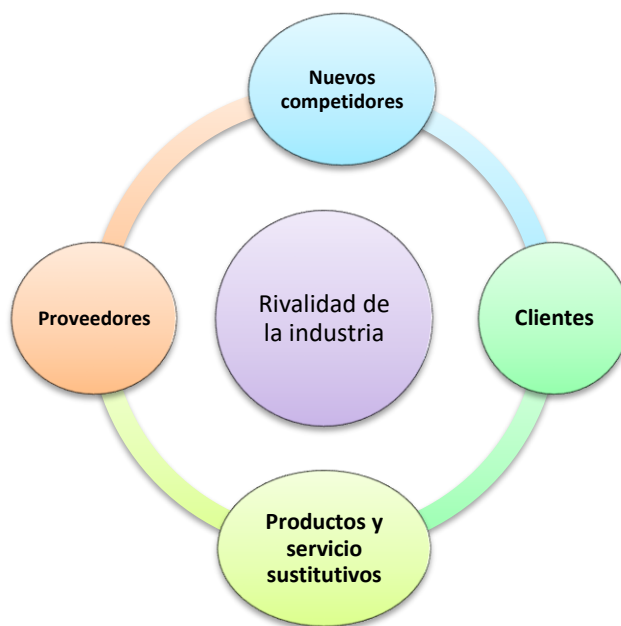 Nuevos
competidores
Proveedores
Rivalidad de
la industria
Clientes
Productos y
servicio
sustitutivos